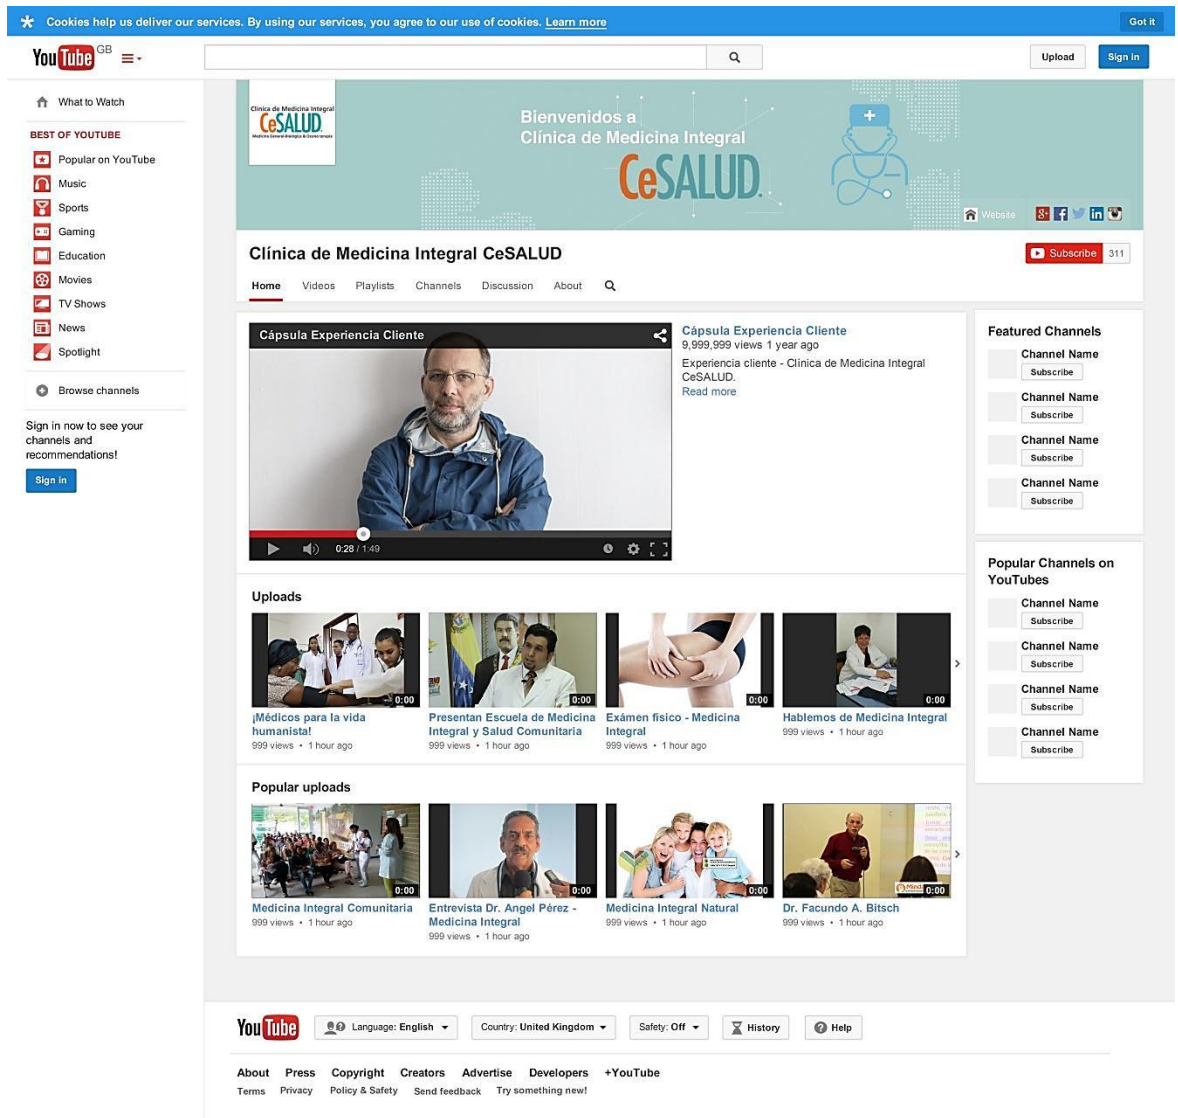 Cookies help us deliver our services. By using our services, you agree to our use of cookies. Learn more
Got it
YouTube GB
Upload
Sign in
What to Watch
BEST OF YOUTUBE
Popular on YouTube
Music
Sports
Gaming
Education
Movies
TV Shows
News
Spotlight
Browse channels
Sign in now to see your
channels and
recommendations!
Sign in
Clínica de Medicina Integral
CeSALUD.
Bienvenidos a
Clínica de Medicina Integral
CeSALUD.
Website
Clínica de Medicina Integral CeSALUD
Subscribe 311
Home Videos Playlists Channels Discussion About
Cápsula Experiencia Cliente
0:28 / 1:49
Cápsula Experiencia Cliente
9,999,999 views 1 year ago
Experiencia cliente - Clínica de Medicina Integral
CeSALUD.
Read more
Uploads
0:00
¡Médicos para la vida
humanista!
999 views • 1 hour ago
0:00
Presentan Escuela de Medicina
Integral y Salud Comunitaria
999 views • 1 hour ago
0:00
Exámen físico - Medicina
Integral
999 views • 1 hour ago
0:00
Hablemos de Medicina Integral
999 views • 1 hour ago
Popular uploads
0:00
Medicina Integral Comunitaria
999 views • 1 hour ago
0:00
Entrevista Dr. Angel Pérez -
Medicina Integral
999 views • 1 hour ago
0:00
Medicina Integral Natural
999 views • 1 hour ago
0:00
Dr. Facundo A. Bitsch
999 views • 1 hour ago
Featured Channels
Channel Name
Subscribe
Channel Name
Subscribe
Channel Name
Subscribe
Channel Name
Subscribe
Popular Channels on
YouTubes
Channel Name
Subscribe
Channel Name
Subscribe
Channel Name
Subscribe
Channel Name
Subscribe
YouTube
Language: English
Country: United Kingdom
Safety: Off
History
Help
About Press Copyright Creators Advertise Developers +YouTube
Terms Privacy Policy & Safety Send feedback Try something new!